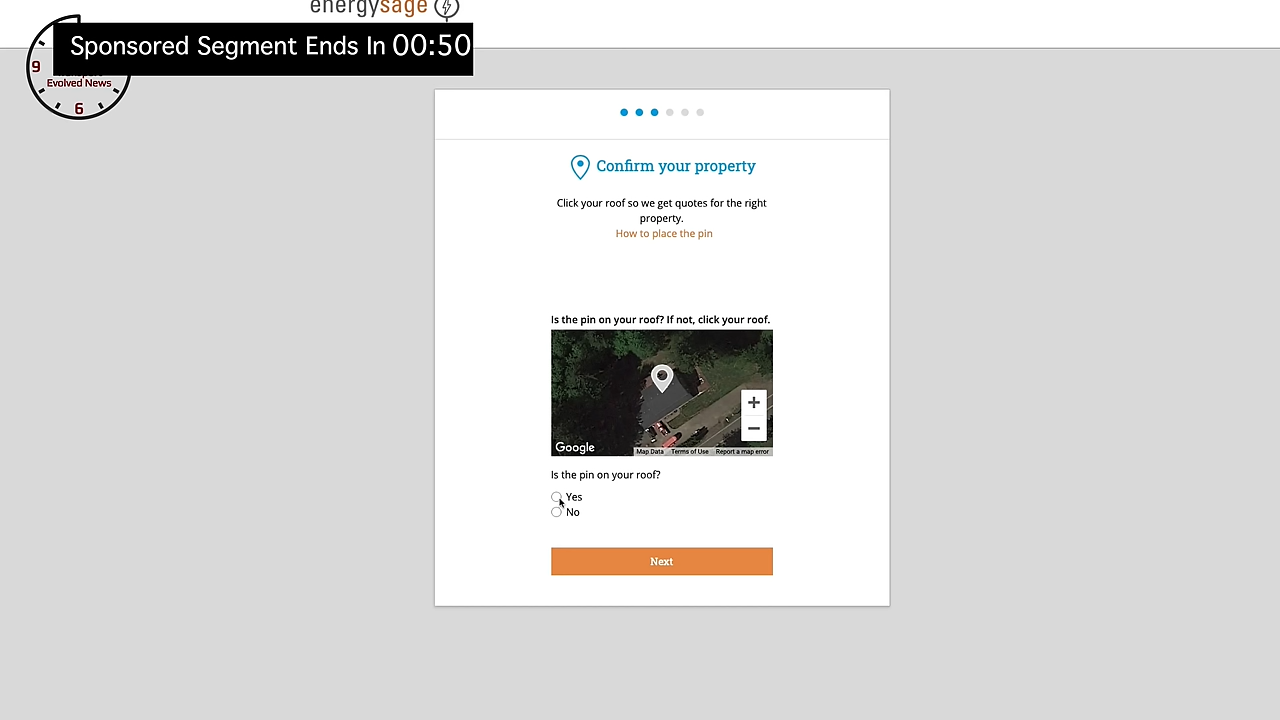 energysage
Sponsored Segment Ends In 00:50
9
Evolved News
6
Confirm your property
Click your roof so we get quotes for the right
property.
How to place the pin
Is the pin on your roof? If not, click your roof.
+
−
Google
Map Data Terms of Use Report a map error
Is the pin on your roof?
Yes
No
Next